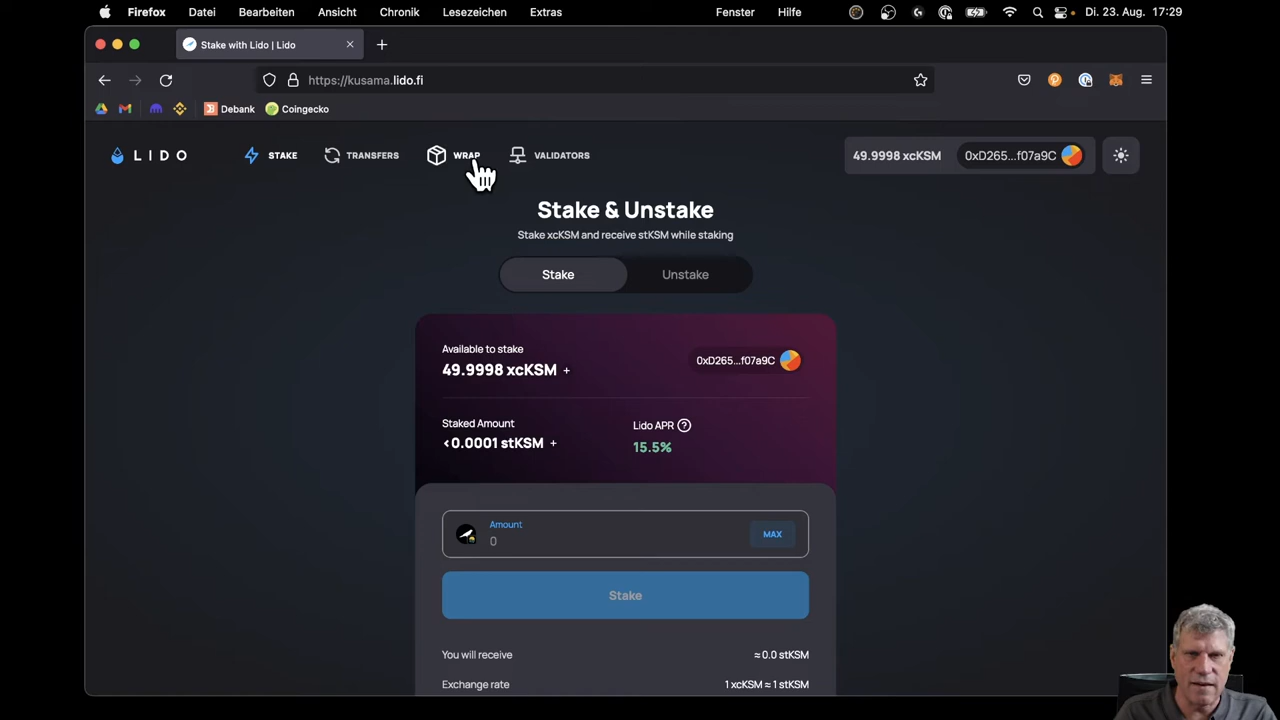 Firefox Datei Bearbeiten Ansicht Chronik Lesezeichen Extras Fenster Hilfe Di. 23. Aug. 17:29
Stake with Lido | Lido
https://kusama.lido.fi
Debank Coingecko
LIDO STAKE TRANSFERS WRAP VALIDATORS 49.9998 xcKSM 0xD265...f07a9C
Stake & Unstake
Stake xcKSM and receive stKSM while staking
Stake Unstake
Available to stake
49.9998 xcKSM + 0xD265...f07a9C
Staked Amount Lido APR ?
<0.0001 stKSM + 15.5%
Amount
0 MAX
Stake
You will receive ≈ 0.0 stKSM
Exchange rate 1 xcKSM ≈ 1 stKSM